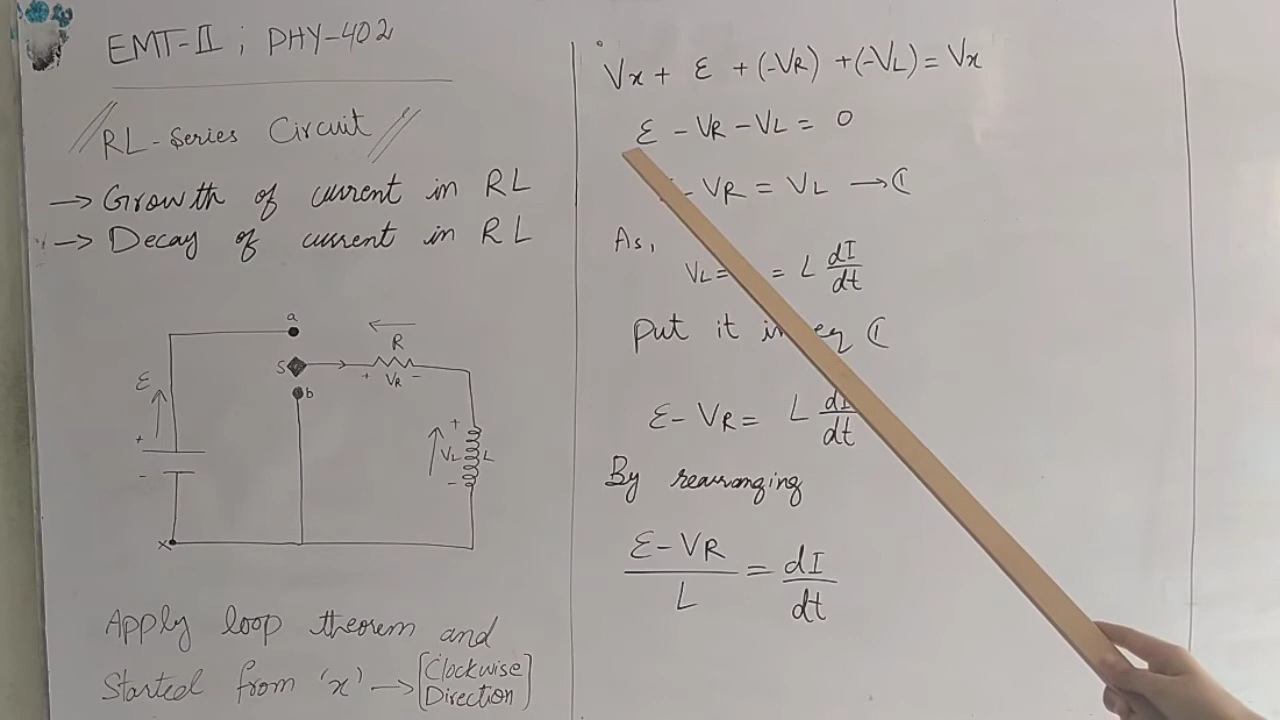 EMT-II ; PHY-402
RL-Series Circuit
→ Growth of current in RL
→ Decay of current in RL
a
S
b
R
+ VR -
ε
+
-
+
VL
L
-
x
Apply loop theorem and
Started from 'x' → [Clockwise
Direction]
Vx + ε + (-VR) + (-VL) = Vx
ε - VR - VL = 0
- VR = VL →
As,
VL = = L dI/dt
Put it in eq
ε - VR = L dI/dt
By rearranging
ε - VR / L = dI/dt